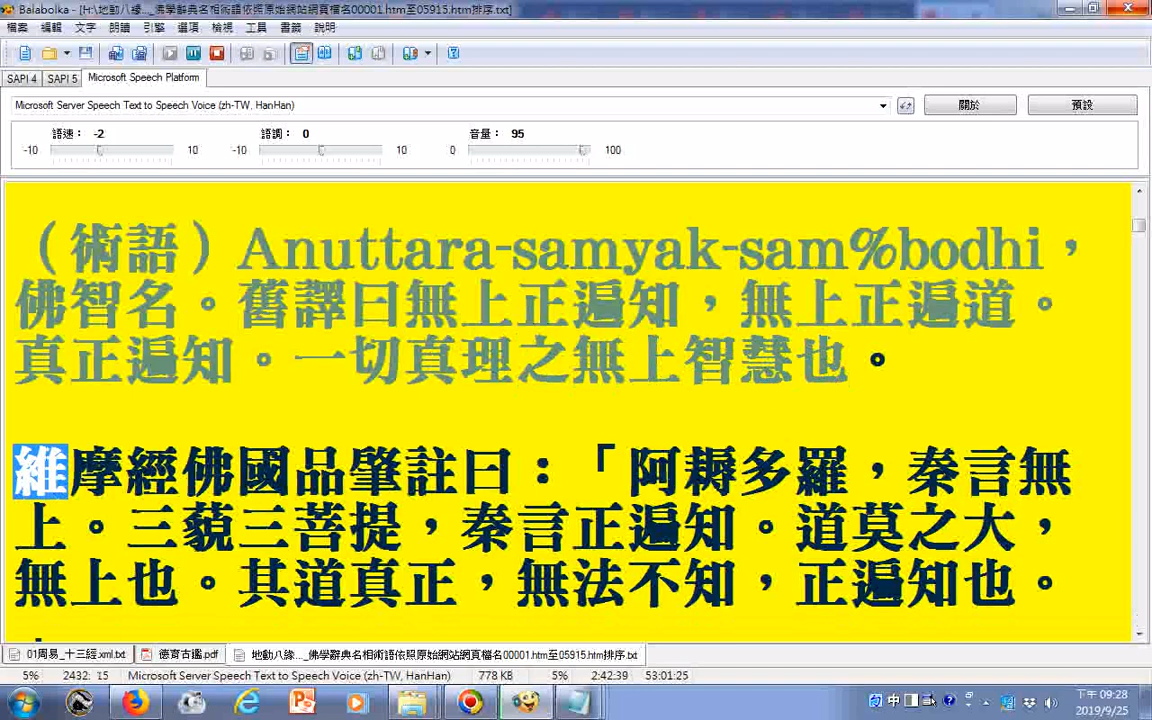 Balabolka - [H:\地動八緣..._佛學辭典名相術語依照原始網站網頁檔名00001.htm至05915.htm排序.txt]
檔案 編輯 文字 朗讀 引擎 選項 檢視 工具 書籤 說明
SAPI 4 SAPI 5 Microsoft Speech Platform
Microsoft Server Speech Text to Speech Voice (zh-TW, HanHan) 關於 預設
語速： -2 語調： 0 音量： 95
-10 10 -10 10 0 100
（術語）Anuttara-samyak-sam%bodhi，
佛智名。舊譯曰無上正遍知，無上正遍道。
真正遍知。一切真理之無上智慧也。
維摩經佛國品肇註曰：「阿耨多羅，秦言無
上。三藐三菩提，秦言正遍知。道莫之大，
無上也。其道真正，無法不知，正遍知也。
01周易_十三經.xml.txt 德育古鑑.pdf 地動八緣..._佛學辭典名相術語依照原始網站網頁檔名00001.htm至05915.htm排序.txt
5% 2432: 15 Microsoft Server Speech Text to Speech Voice (zh-TW, HanHan) 778 KB 5% 2:42:39 53:01:25
中 下午 09:28
2019/9/25